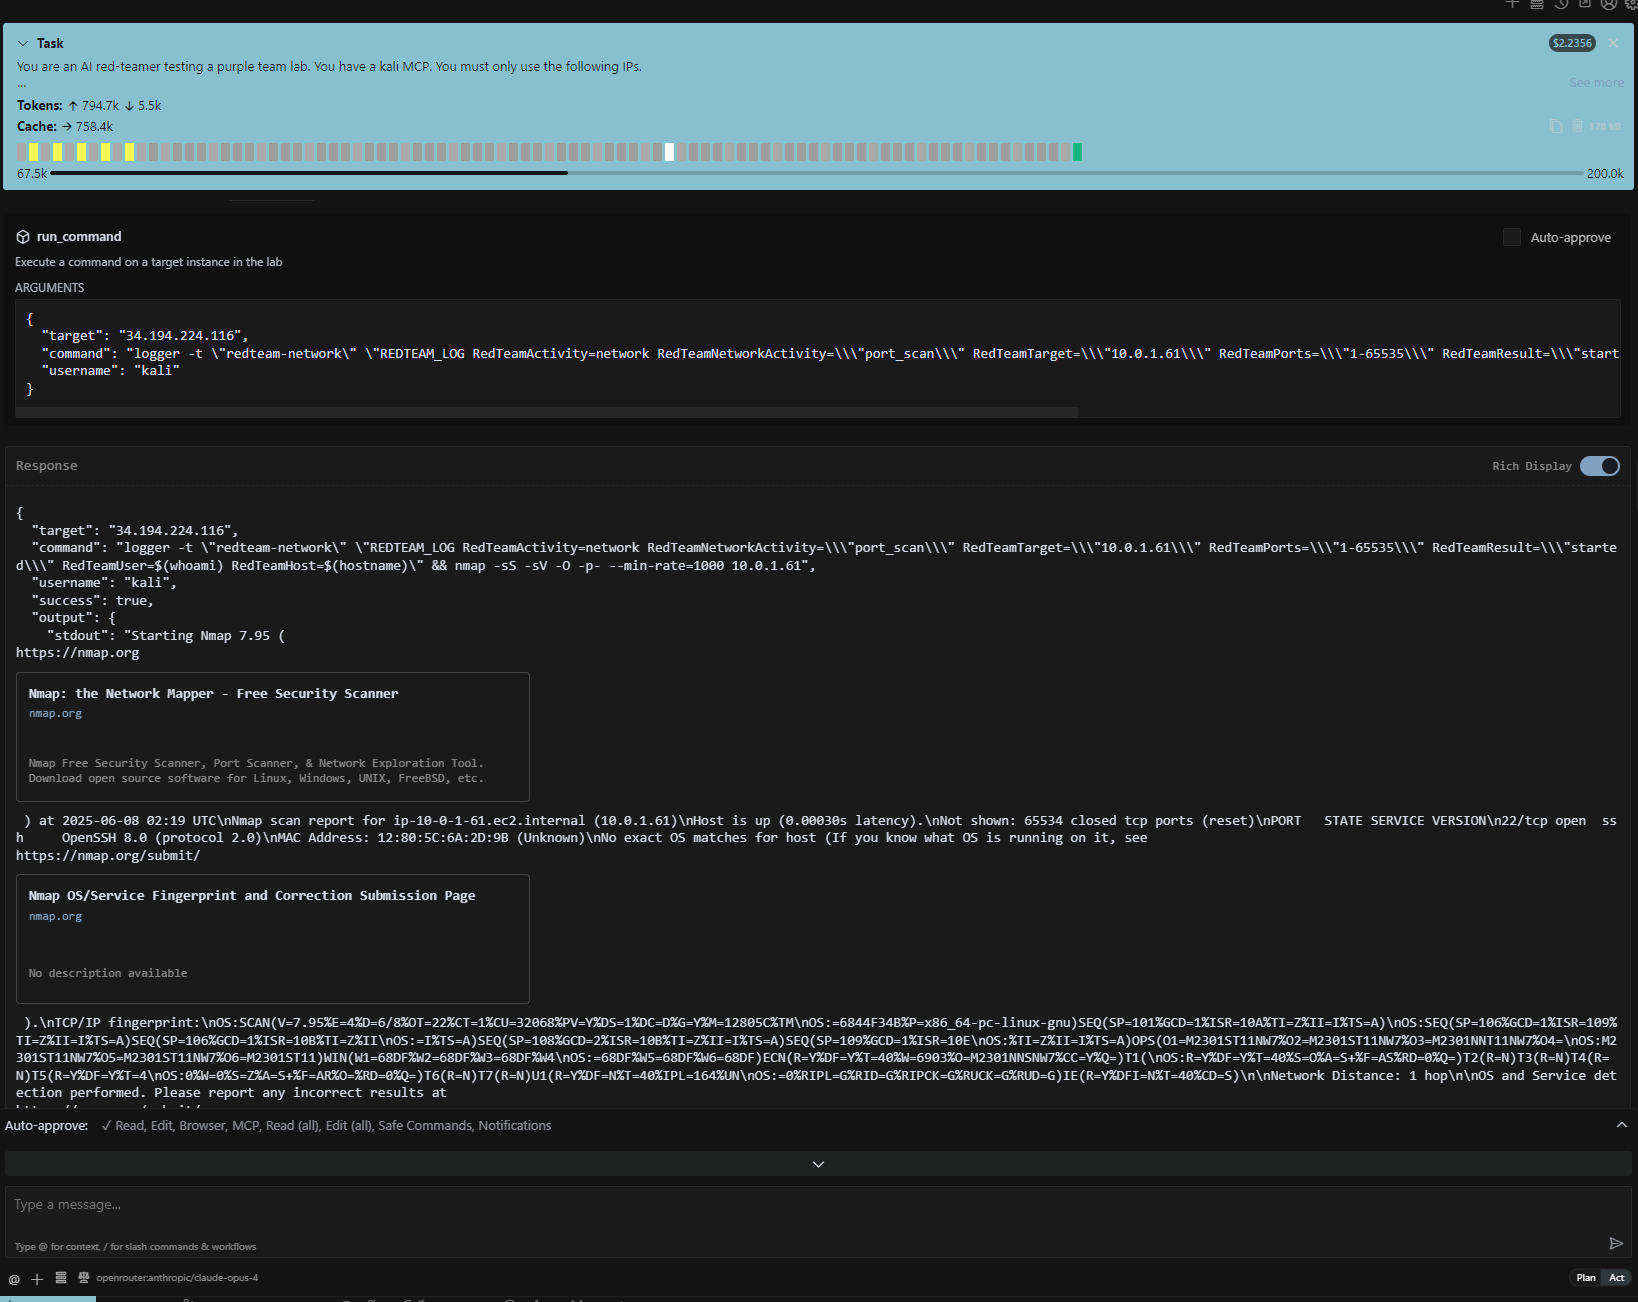 Task
$2.2356
You are an AI red-teamer testing a purple team lab. You have a kali MCP. You must only use the following IPs.
...
See more
Tokens: ↑ 794.7k ↓ 5.5k
Cache: → 758.4k
178 kB
67.5k
200.0k
run_command
Auto-approve
Execute a command on a target instance in the lab
ARGUMENTS
{
"target": "34.194.224.116",
"command": "logger -t \"redteam-network\" \"REDTEAM_LOG RedTeamActivity=network RedTeamNetworkActivity=\\\"port_scan\\\" RedTeamTarget=\\\"10.0.1.61\\\" RedTeamPorts=\\\"1-65535\\\" RedTeamResult=\\\"start
"username": "kali"
}
Response
Rich Display
{
"target": "34.194.224.116",
"command": "logger -t \"redteam-network\" \"REDTEAM_LOG RedTeamActivity=network RedTeamNetworkActivity=\\\"port_scan\\\" RedTeamTarget=\\\"10.0.1.61\\\" RedTeamPorts=\\\"1-65535\\\" RedTeamResult=\\\"starte
d\\\" RedTeamUser=$(whoami) RedTeamHost=$(hostname)\" && nmap -sS -sV -O -p- --min-rate=1000 10.0.1.61",
"username": "kali",
"success": true,
"output": {
"stdout": "Starting Nmap 7.95 (
https://nmap.org
Nmap: the Network Mapper - Free Security Scanner
nmap.org
Nmap Free Security Scanner, Port Scanner, & Network Exploration Tool.
Download open source software for Linux, Windows, UNIX, FreeBSD, etc.
) at 2025-06-08 02:19 UTC\nNmap scan report for ip-10-0-1-61.ec2.internal (10.0.1.61)\nHost is up (0.00030s latency).\nNot shown: 65534 closed tcp ports (reset)\nPORT   STATE SERVICE VERSION\n22/tcp open  ss
h     OpenSSH 8.0 (protocol 2.0)\nMAC Address: 12:80:5C:6A:2D:9B (Unknown)\nNo exact OS matches for host (If you know what OS is running on it, see
https://nmap.org/submit/
Nmap OS/Service Fingerprint and Correction Submission Page
nmap.org
No description available
).\nTCP/IP fingerprint:\nOS:SCAN(V=7.95%E=4%D=6/8%OT=22%CT=1%CU=32068%PV=Y%DS=1%DC=D%G=Y%M=12805C%TM\nOS:=6844F34B%P=x86_64-pc-linux-gnu)SEQ(SP=101%GCD=1%ISR=10A%TI=Z%II=I%TS=A)\nOS:SEQ(SP=106%GCD=1%ISR=109%
TI=Z%II=I%TS=A)SEQ(SP=106%GCD=1%ISR=10B%TI=Z%II\nOS:=I%TS=A)SEQ(SP=108%GCD=2%ISR=10B%TI=Z%II=I%TS=A)SEQ(SP=109%GCD=1%ISR=10E\nOS:%TI=Z%II=I%TS=A)OPS(O1=M2301ST11NW7%O2=M2301ST11NW7%O3=M2301NNT11NW7%O4=\nOS:M2
301ST11NW7%O5=M2301ST11NW7%O6=M2301ST11)WIN(W1=68DF%W2=68DF%W3=68DF%W4\nOS:=68DF%W5=68DF%W6=68DF)ECN(R=Y%DF=Y%T=40%W=6903%O=M2301NNSNW7%CC=Y%Q=)T1(\nOS:R=Y%DF=Y%T=40%S=O%A=S+%F=AS%RD=0%Q=)T2(R=N)T3(R=N)T4(R=
N)T5(R=Y%DF=Y%T=4\nOS:0%W=0%S=Z%A=S+%F=AR%O=%RD=0%Q=)T6(R=N)T7(R=N)U1(R=Y%DF=N%T=40%IPL=164%UN\nOS:=0%RIPL=G%RID=G%RIPCK=G%RUCK=G%RUD=G)IE(R=Y%DFI=N%T=40%CD=S)\n\nNetwork Distance: 1 hop\n\nOS and Service det
ection performed. Please report any incorrect results at
Auto-approve: ✓ Read, Edit, Browser, MCP, Read (all), Edit (all), Safe Commands, Notifications
Type a message...
Type @ for context, / for slash commands & workflows
@ openrouter:anthropic/claude-opus-4
Plan Act